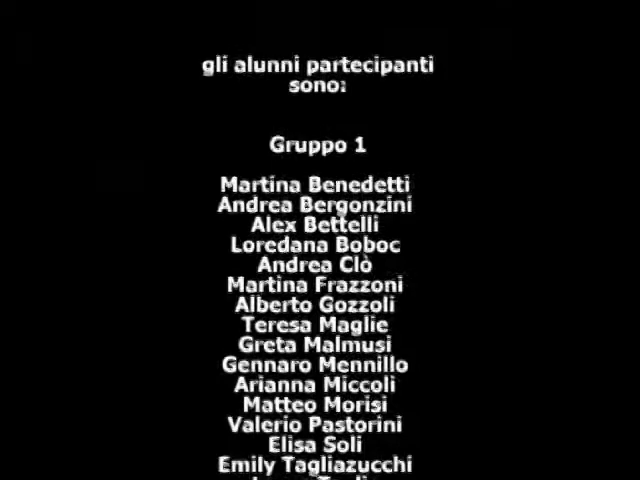 gli alunni partecipanti
sono:
Gruppo 1
Martina Benedetti
Andrea Bergonzini
Alex Bettelli
Loredana Boboc
Andrea Clò
Martina Frazzoni
Alberto Gozzoli
Teresa Maglie
Greta Malmusi
Gennaro Mennillo
Arianna Miccoli
Matteo Morisi
Valerio Pastorini
Elisa Soli
Emily Tagliazucchi